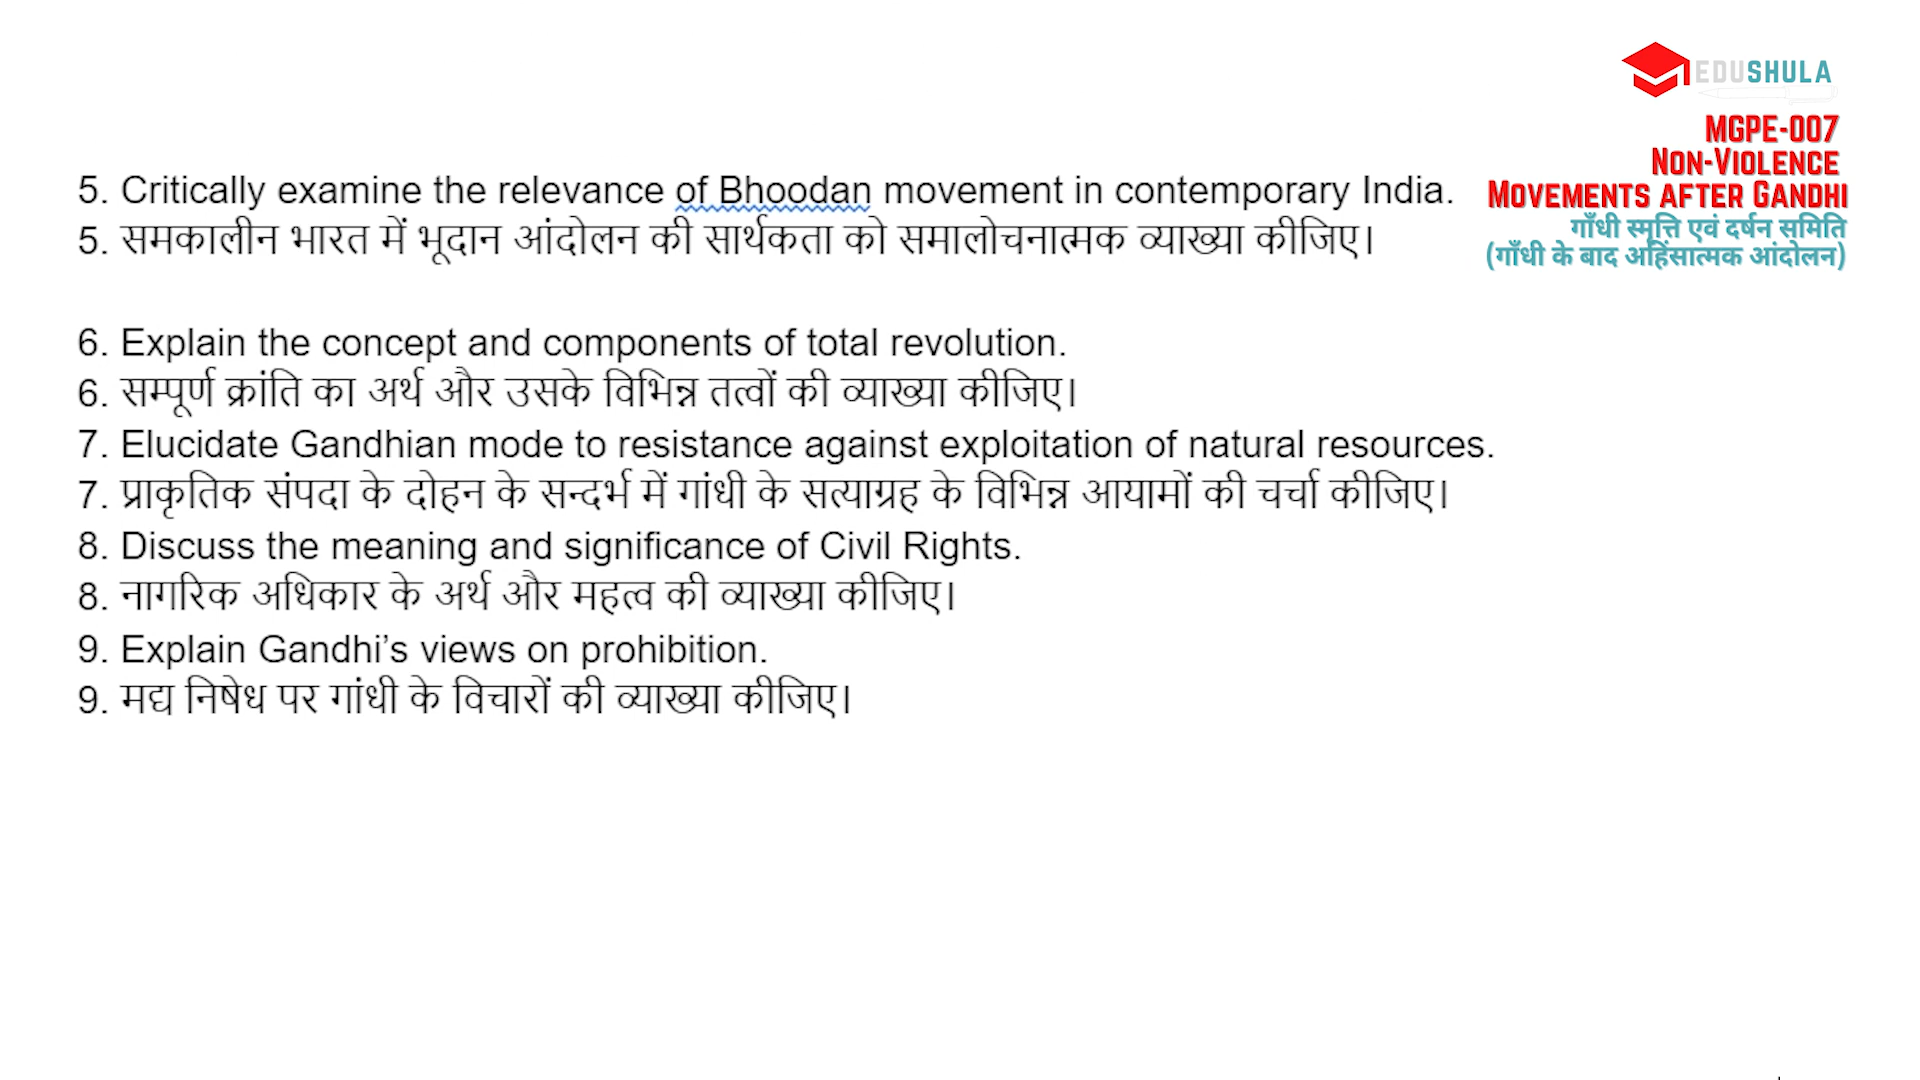 EDUSHULA
MGPE-007
NON-VIOLENCE
MOVEMENTS AFTER GANDHI
गाँधी स्मृत्ति एवं दर्षन समिति
(गाँधी के बाद अहिंसात्मक आंदोलन)
5. Critically examine the relevance of Bhoodan movement in contemporary India.
5. समकालीन भारत में भूदान आंदोलन की सार्थकता को समालोचनात्मक व्याख्या कीजिए।
6. Explain the concept and components of total revolution.
6. सम्पूर्ण क्रांति का अर्थ और उसके विभिन्न तत्वों की व्याख्या कीजिए।
7. Elucidate Gandhian mode to resistance against exploitation of natural resources.
7. प्राकृतिक संपदा के दोहन के सन्दर्भ में गांधी के सत्याग्रह के विभिन्न आयामों की चर्चा कीजिए।
8. Discuss the meaning and significance of Civil Rights.
8. नागरिक अधिकार के अर्थ और महत्व की व्याख्या कीजिए।
9. Explain Gandhi’s views on prohibition.
9. मद्य निषेध पर गांधी के विचारों की व्याख्या कीजिए।